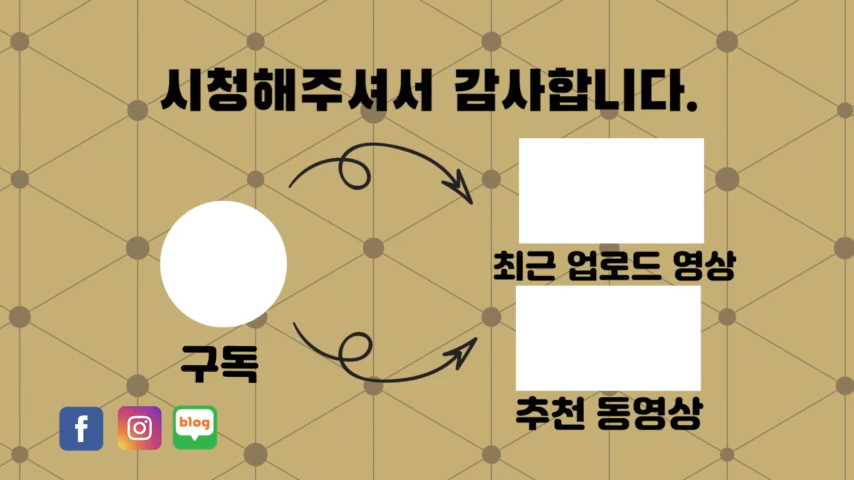 시청해주셔서 감사합니다.
최근 업로드 영상
구독
추천 동영상
f
blog